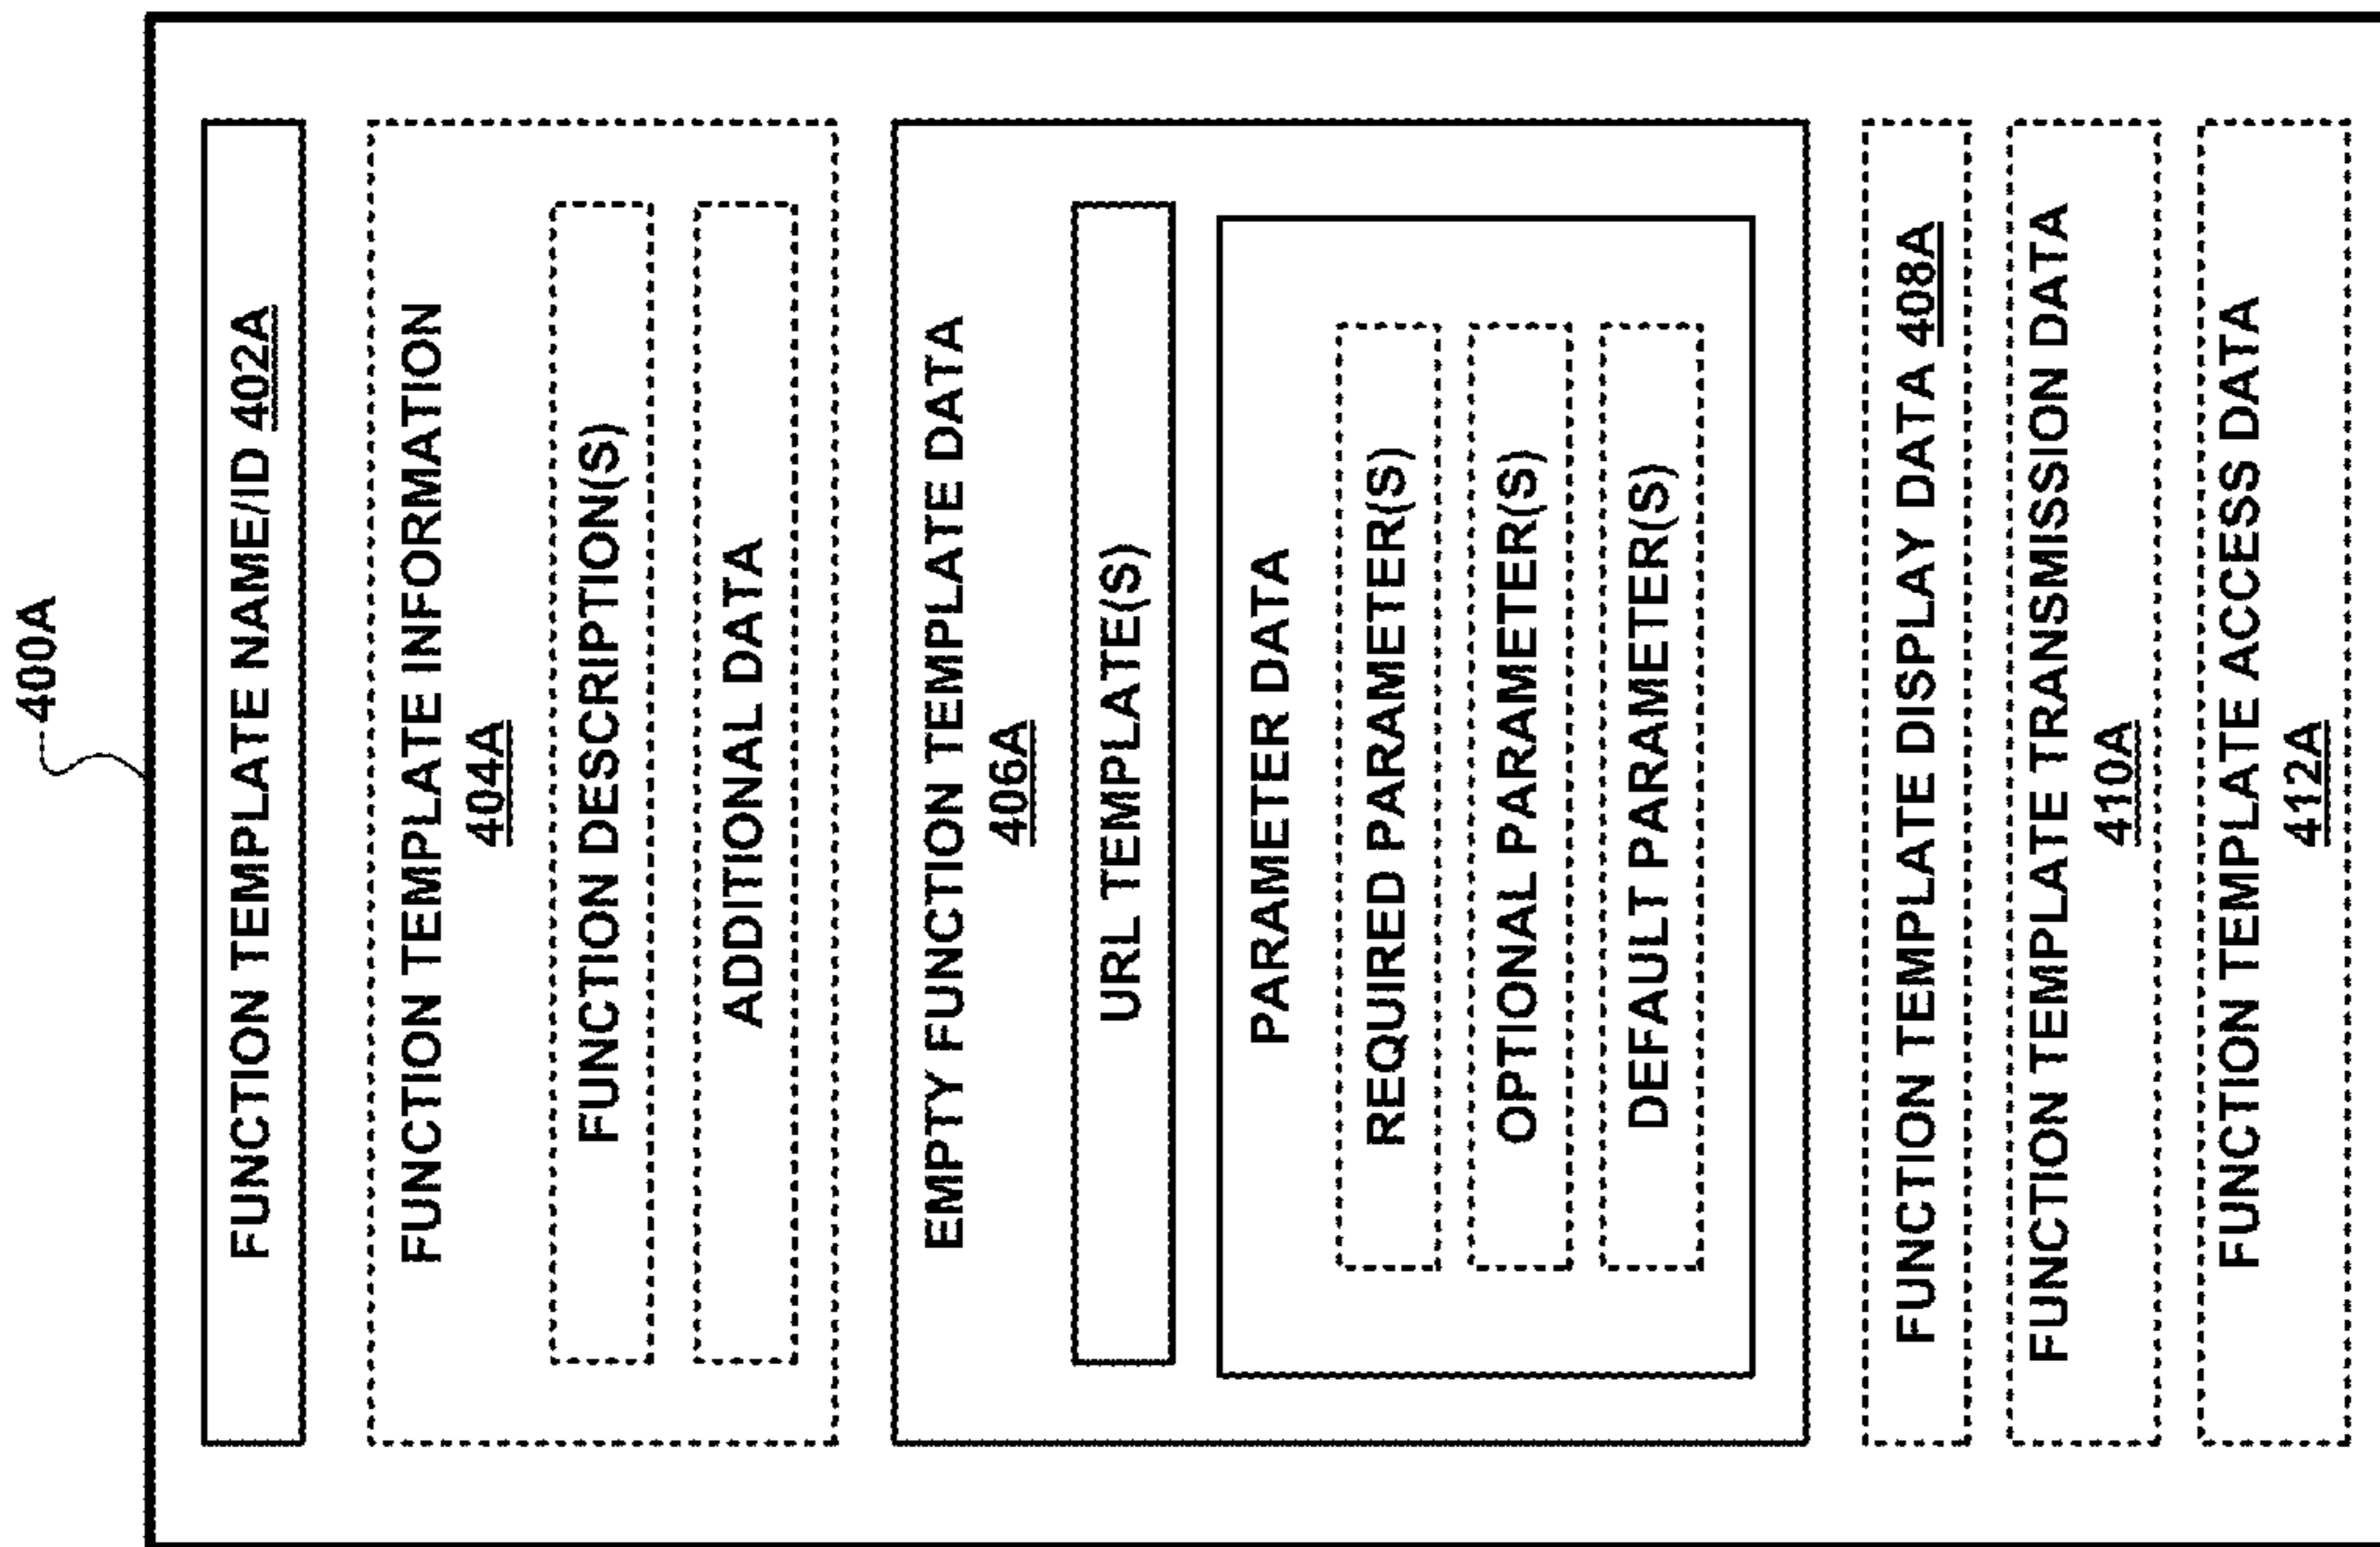 400A
FUNCTION TEMPLATE NAME/ID 402A
FUNCTION TEMPLATE INFORMATION
404A
FUNCTION DESCRIPTION(S)
ADDITIONAL DATA
EMPTY FUNCTION TEMPLATE DATA
406A
URL TEMPLATE(S)
PARAMETER DATA
REQUIRED PARAMETER(S)
OPTIONAL PARAMETER(S)
DEFAULT PARAMETER(S)
FUNCTION TEMPLATE DISPLAY DATA 408A
FUNCTION TEMPLATE TRANSMISSION DATA
410A
FUNCTION TEMPLATE ACCESS DATA
412A